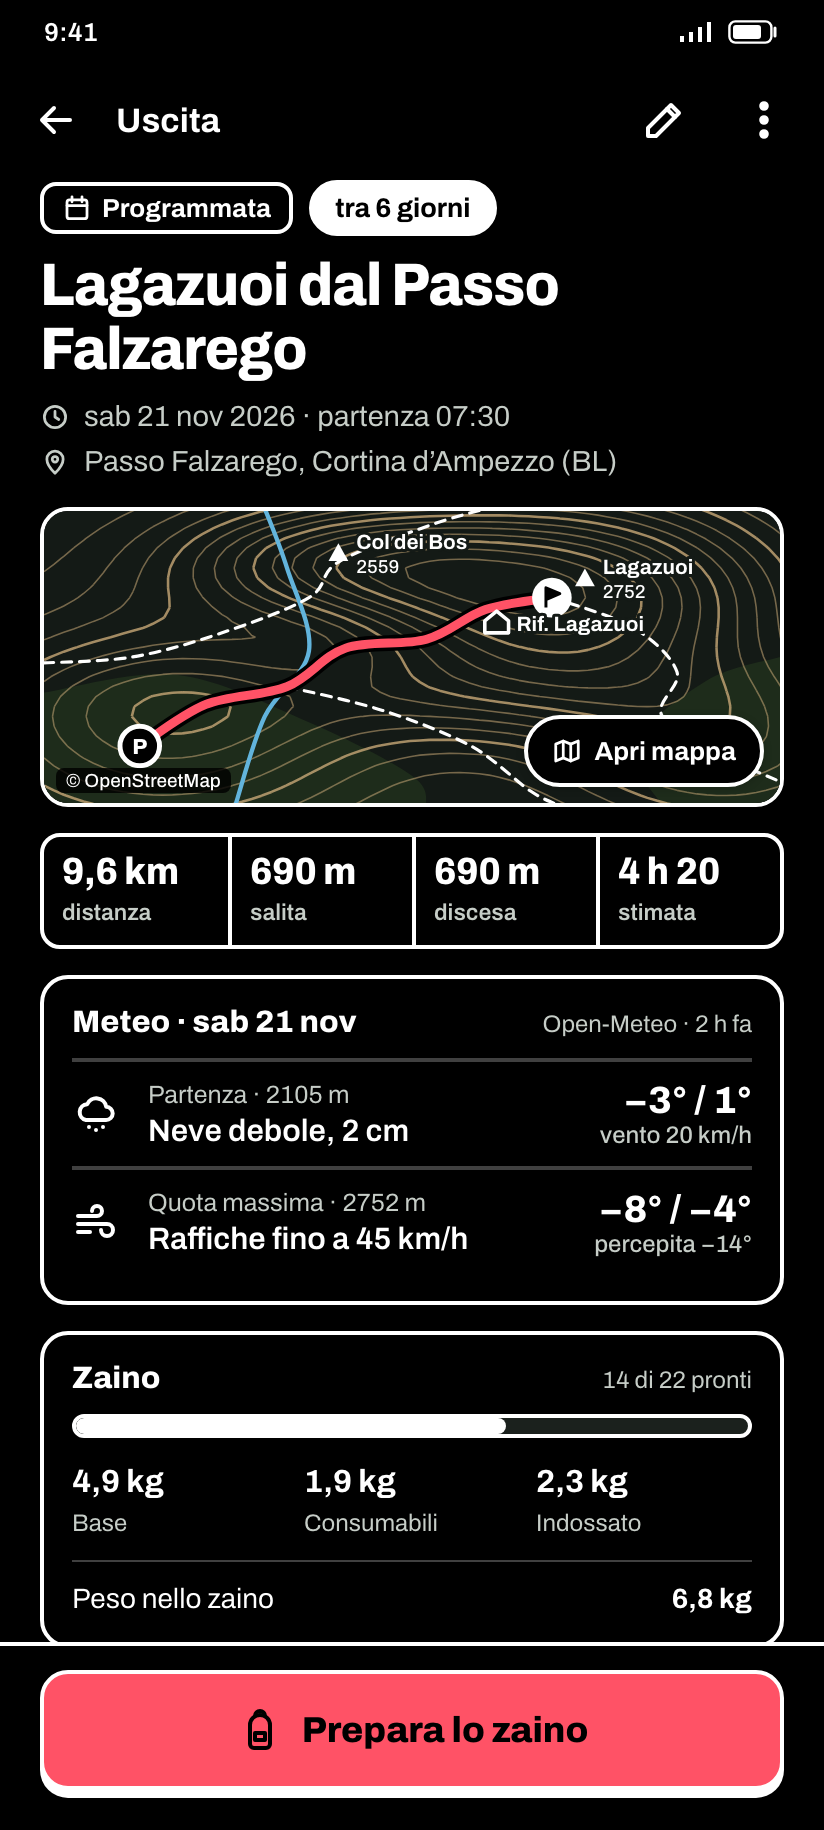 9:41
Uscita
Programmata
tra 6 giorni
Lagazuoi dal Passo
Falzarego
sab 21 nov 2026 · partenza 07:30
Passo Falzarego, Cortina d’Ampezzo (BL)
Col dei Bos
2559
Lagazuoi
2752
Rif. Lagazuoi
P
Apri mappa
© OpenStreetMap
9,6 km
distanza
690 m
salita
690 m
discesa
4 h 20
stimata
Meteo · sab 21 nov
Open-Meteo · 2 h fa
Partenza · 2105 m
Neve debole, 2 cm
−3° / 1°
vento 20 km/h
Quota massima · 2752 m
Raffiche fino a 45 km/h
−8° / −4°
percepita −14°
Zaino
14 di 22 pronti
4,9 kg
Base
1,9 kg
Consumabili
2,3 kg
Indossato
Peso nello zaino
6,8 kg
Prepara lo zaino